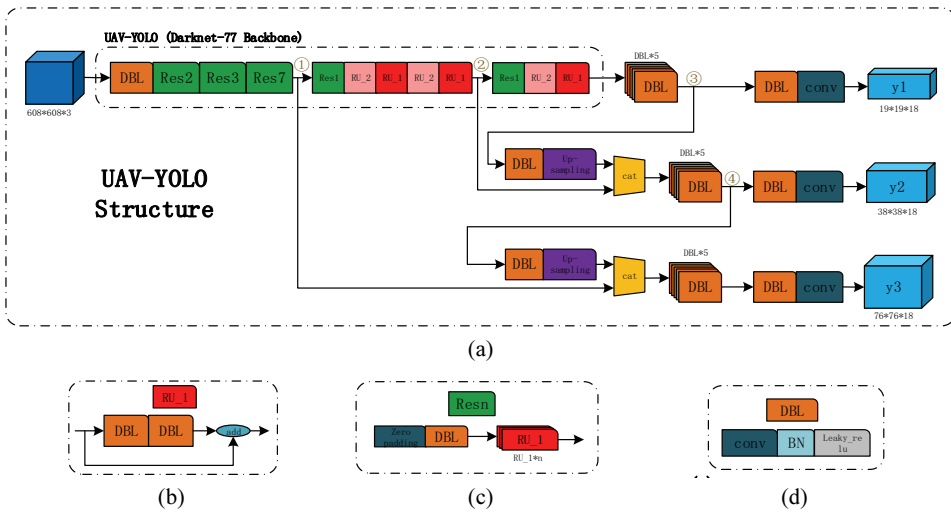 UAV-YOLO (Darknet-77 Backbone)
DBL Res2 Res3 Res7 ① Res1 RU_2 RU_1 RU_2 RU_1 ② Res1 RU_2 RU_1 DBL*5 DBL ③ DBL conv y1
608*608*3
19*19*18
UAV-YOLO
Structure
DBL Up-
sampling cat DBL*5 DBL ④ DBL conv y2
38*38*18
DBL Up-
sampling cat DBL*5 DBL DBL conv y3
76*76*18
(a)
RU_1
DBL DBL add
(b)
Resn
Zero
padding DBL RU_1
RU_1*n
(c)
DBL
conv BN Leaky_re
lu
(d)